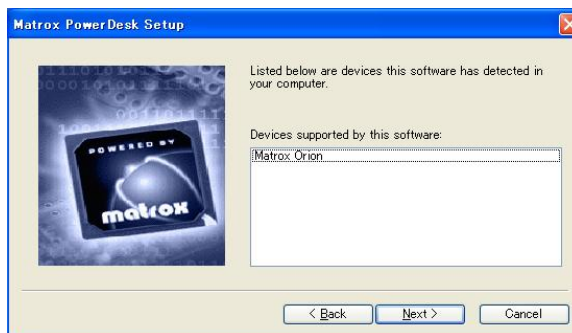 Matrox PowerDesk Setup
Listed below are devices this software has detected in
your computer.
Devices supported by this software:
Matrox Orion
POWERED BY
matrox
< Back
Next >
Cancel